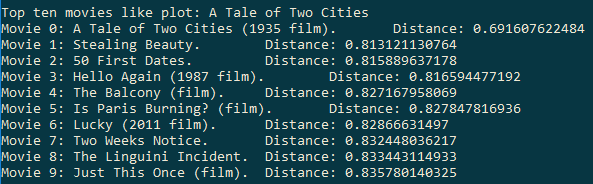 Top ten movies like plot: A Tale of Two Cities
Movie 0: A Tale of Two Cities (1935 film). Distance: 0.691607622484
Movie 1: Stealing Beauty. Distance: 0.813121130764
Movie 2: 50 First Dates. Distance: 0.815889637178
Movie 3: Hello Again (1987 film). Distance: 0.816594477192
Movie 4: The Balcony (film). Distance: 0.827167958069
Movie 5: Is Paris Burning? (film). Distance: 0.827847816936
Movie 6: Lucky (2011 film). Distance: 0.82866631497
Movie 7: Two Weeks Notice. Distance: 0.832448036217
Movie 8: The Linguini Incident. Distance: 0.833443114933
Movie 9: Just This Once (film). Distance: 0.835780140325